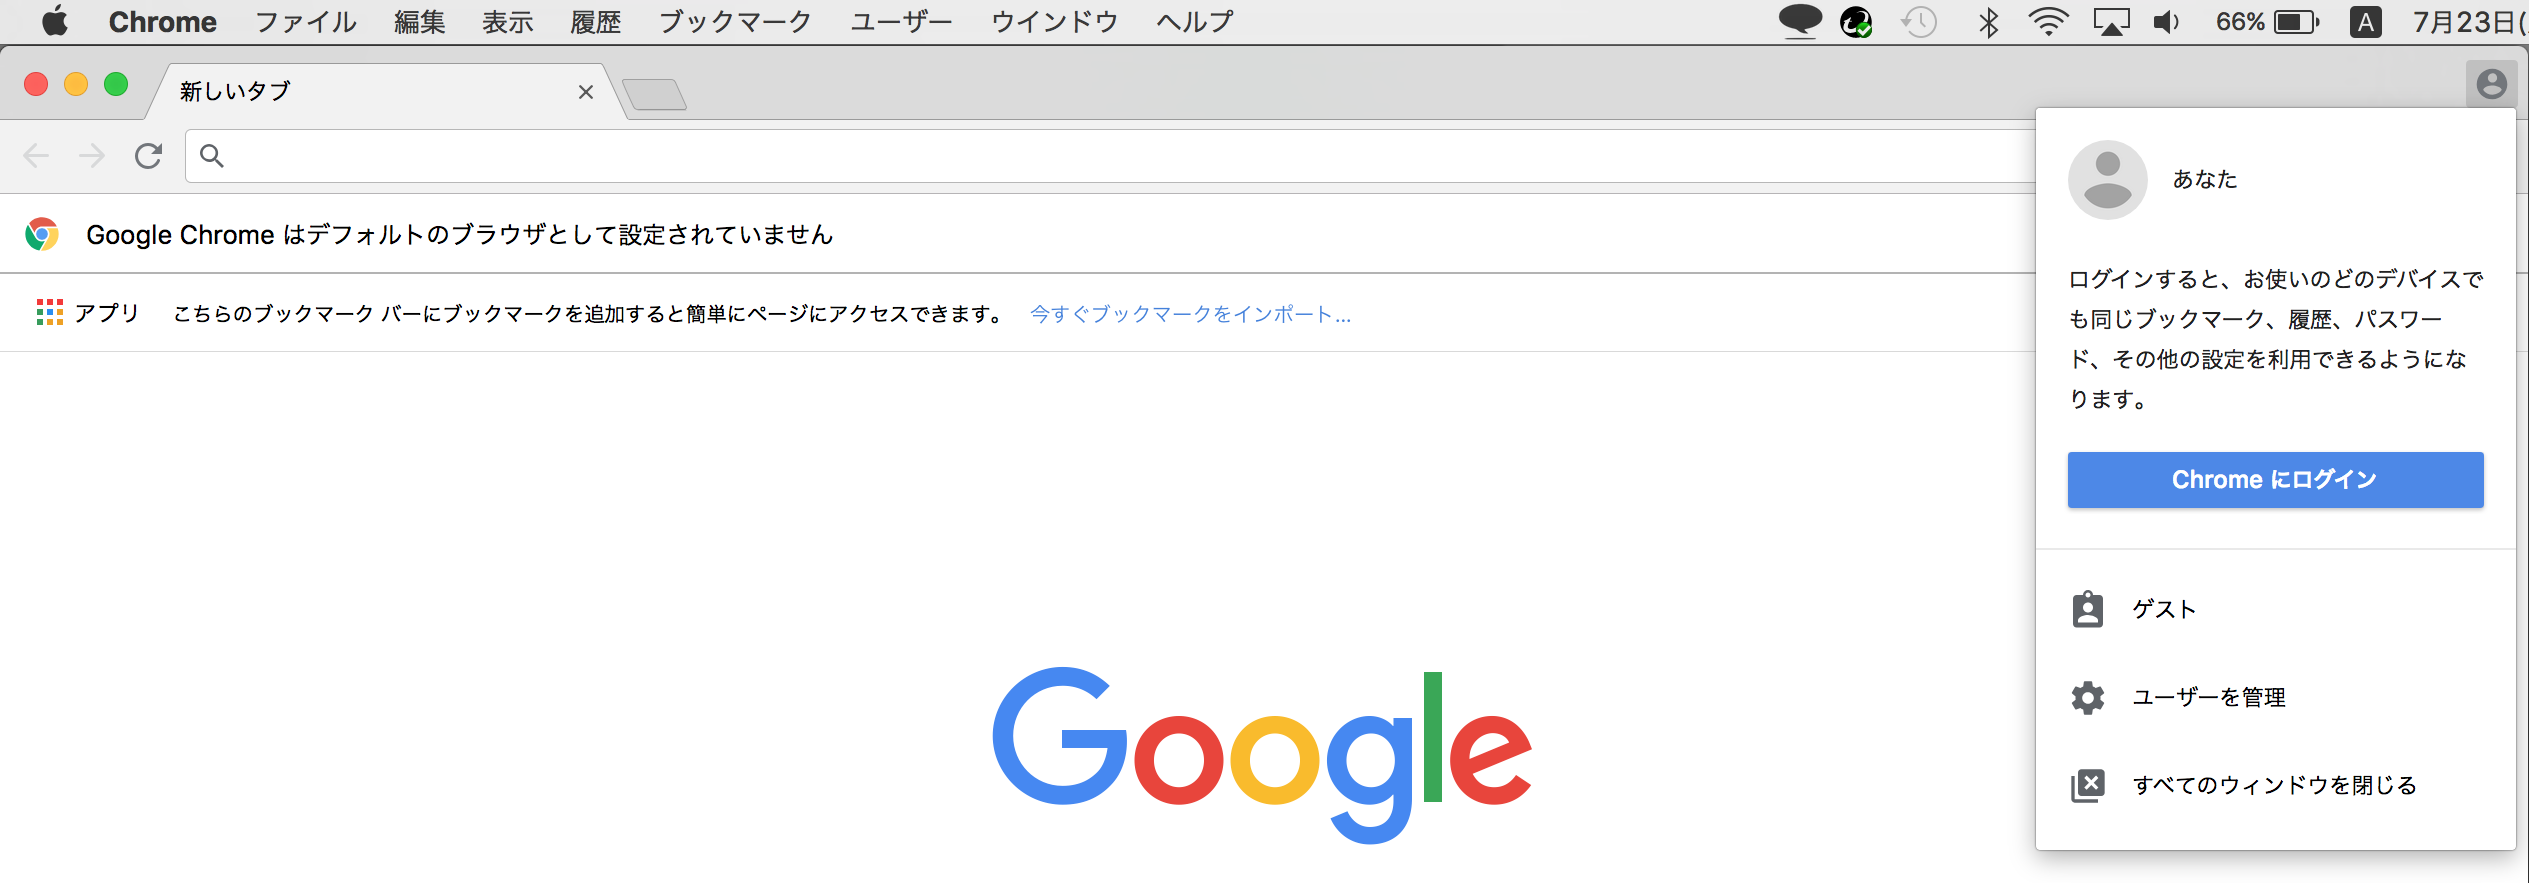 Chrome ファイル 編集 表示 履歴 ブックマーク ユーザー ウインドウ ヘルプ 66% A 7月23日(
新しいタブ
Google Chrome はデフォルトのブラウザとして設定されていません
アプリ こちらのブックマーク バーにブックマークを追加すると簡単にページにアクセスできます。 今すぐブックマークをインポート...
Google
あなた
ログインすると、お使いのどのデバイスで
も同じブックマーク、履歴、パスワー
ド、その他の設定を利用できるようにな
ります。
Chrome にログイン
ゲスト
ユーザーを管理
すべてのウィンドウを閉じる